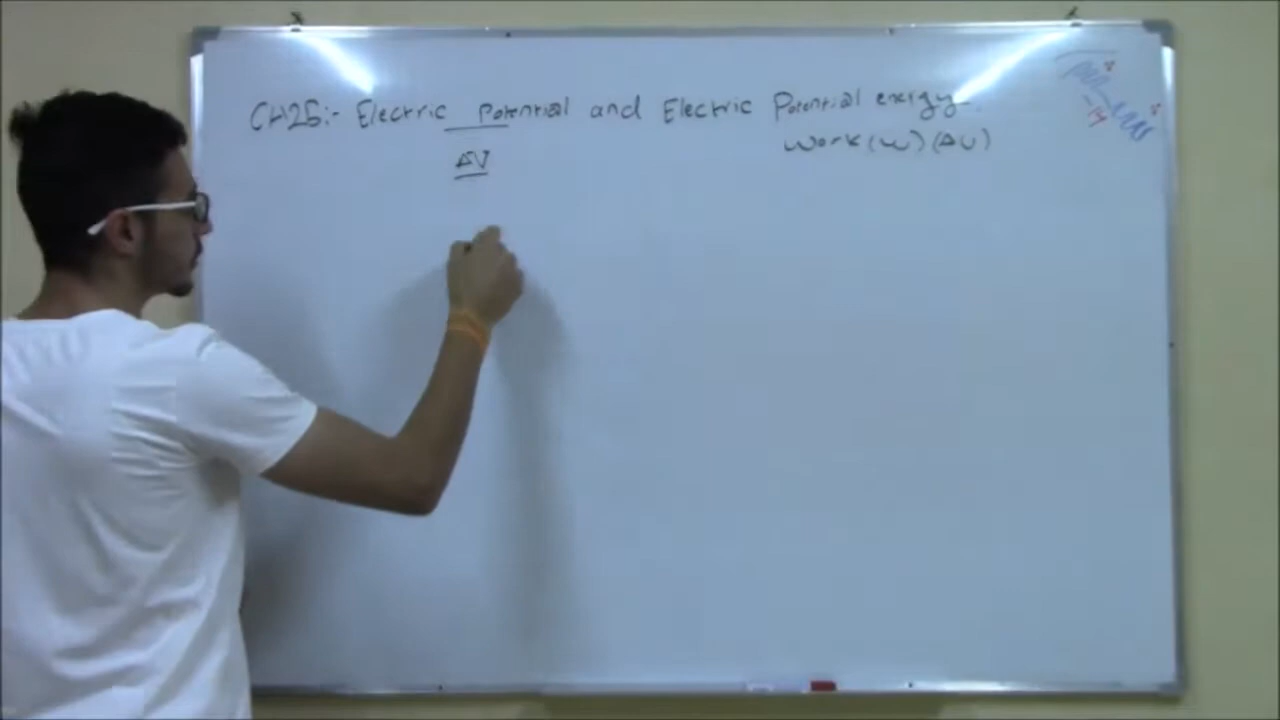 CH25:- Electric Potential and Electric Potential energy.
Work (W) (ΔU)
ΔV